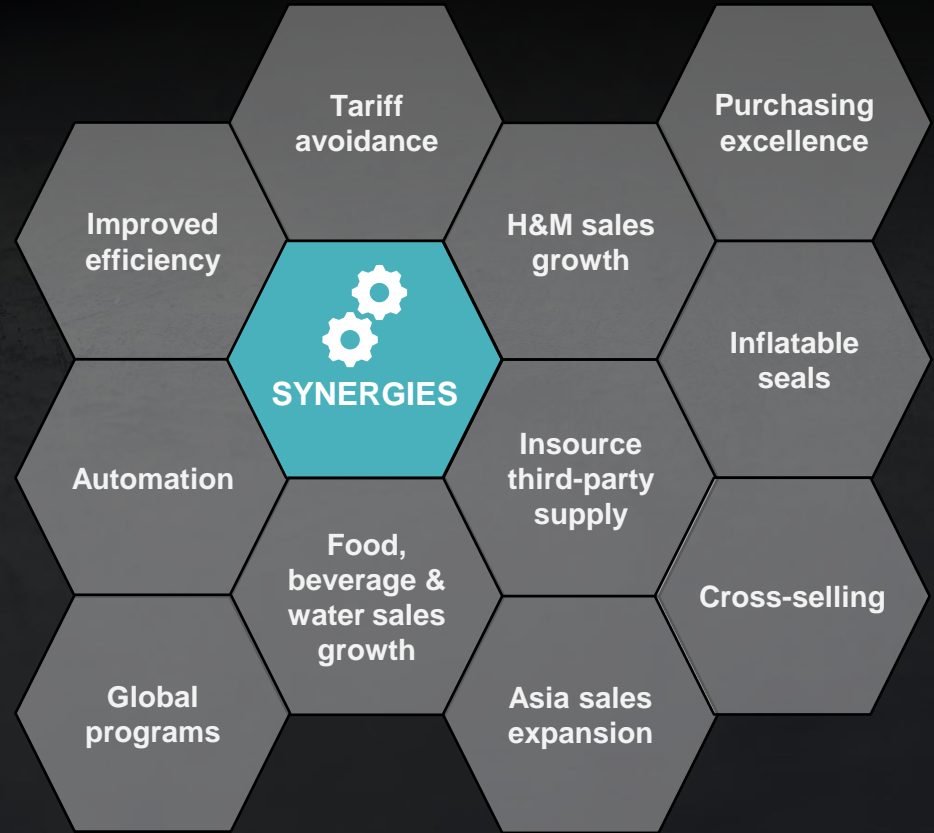 Tariff
avoidance
Purchasing
excellence
Improved
efficiency
H&M sales
growth
SYNERGIES
Inflatable
seals
Automation
Insource
third-party
supply
Food,
beverage &
water sales
growth
Cross-selling
Global
programs
Asia sales
expansion